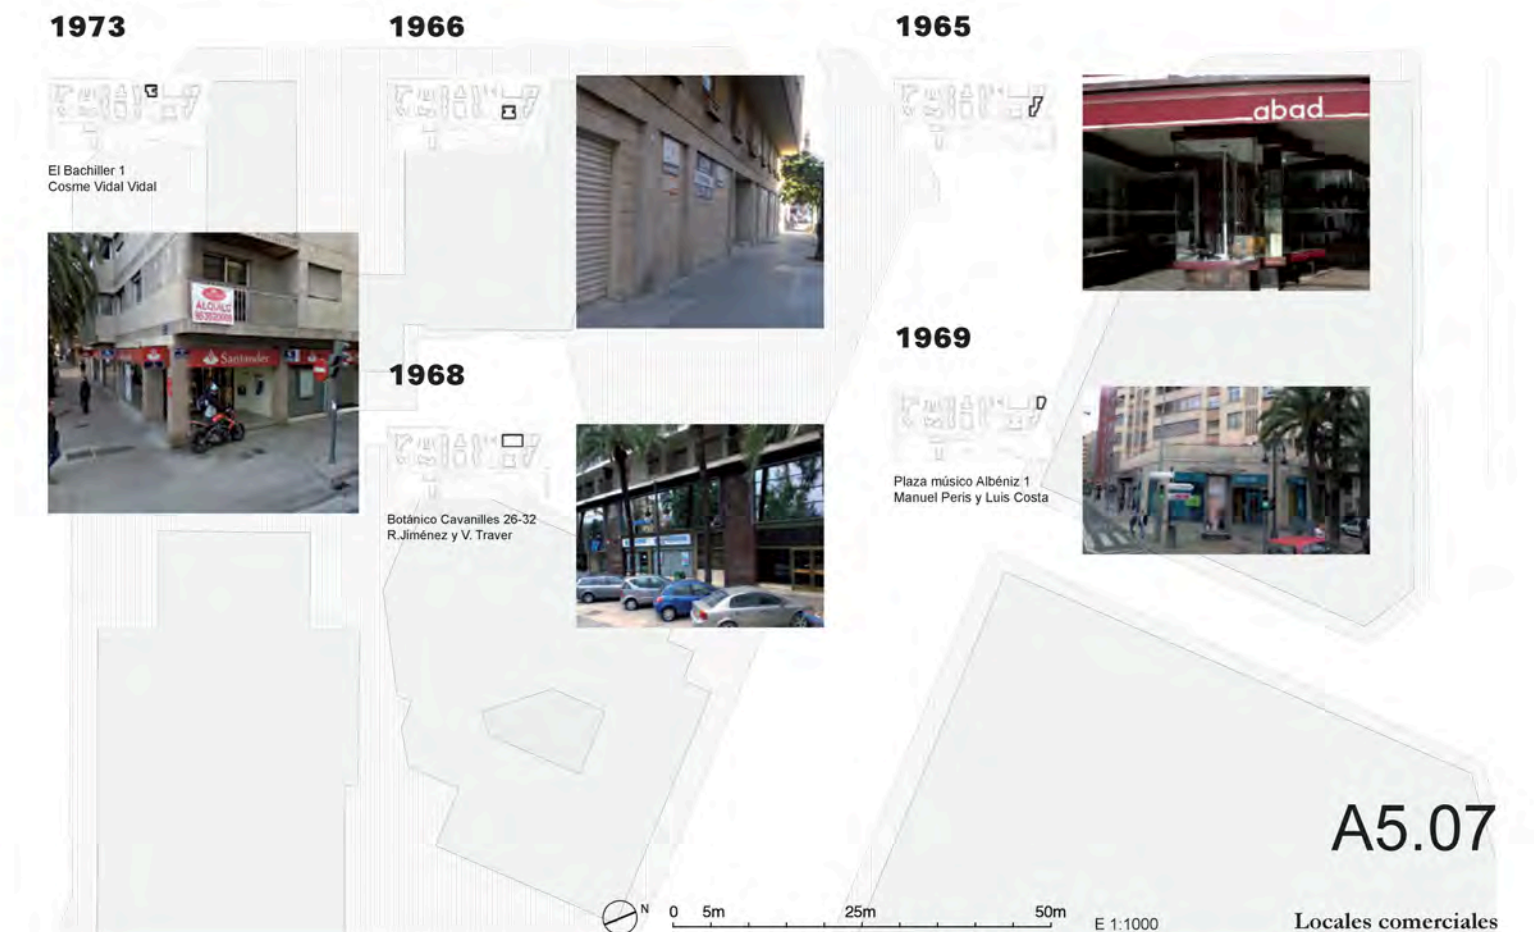 1973
El Bachiller 1
Cosme Vidal Vidal
ALQUILO
Santander
1966
1968
Botánico Cavanilles 26-32
R.Jiménez y V. Traver
1965
abad
1969
Plaza músico Albéniz 1
Manuel Peris y Luis Costa
A5.07
N
0 5m 25m 50m
E 1:1000
Locales comerciales